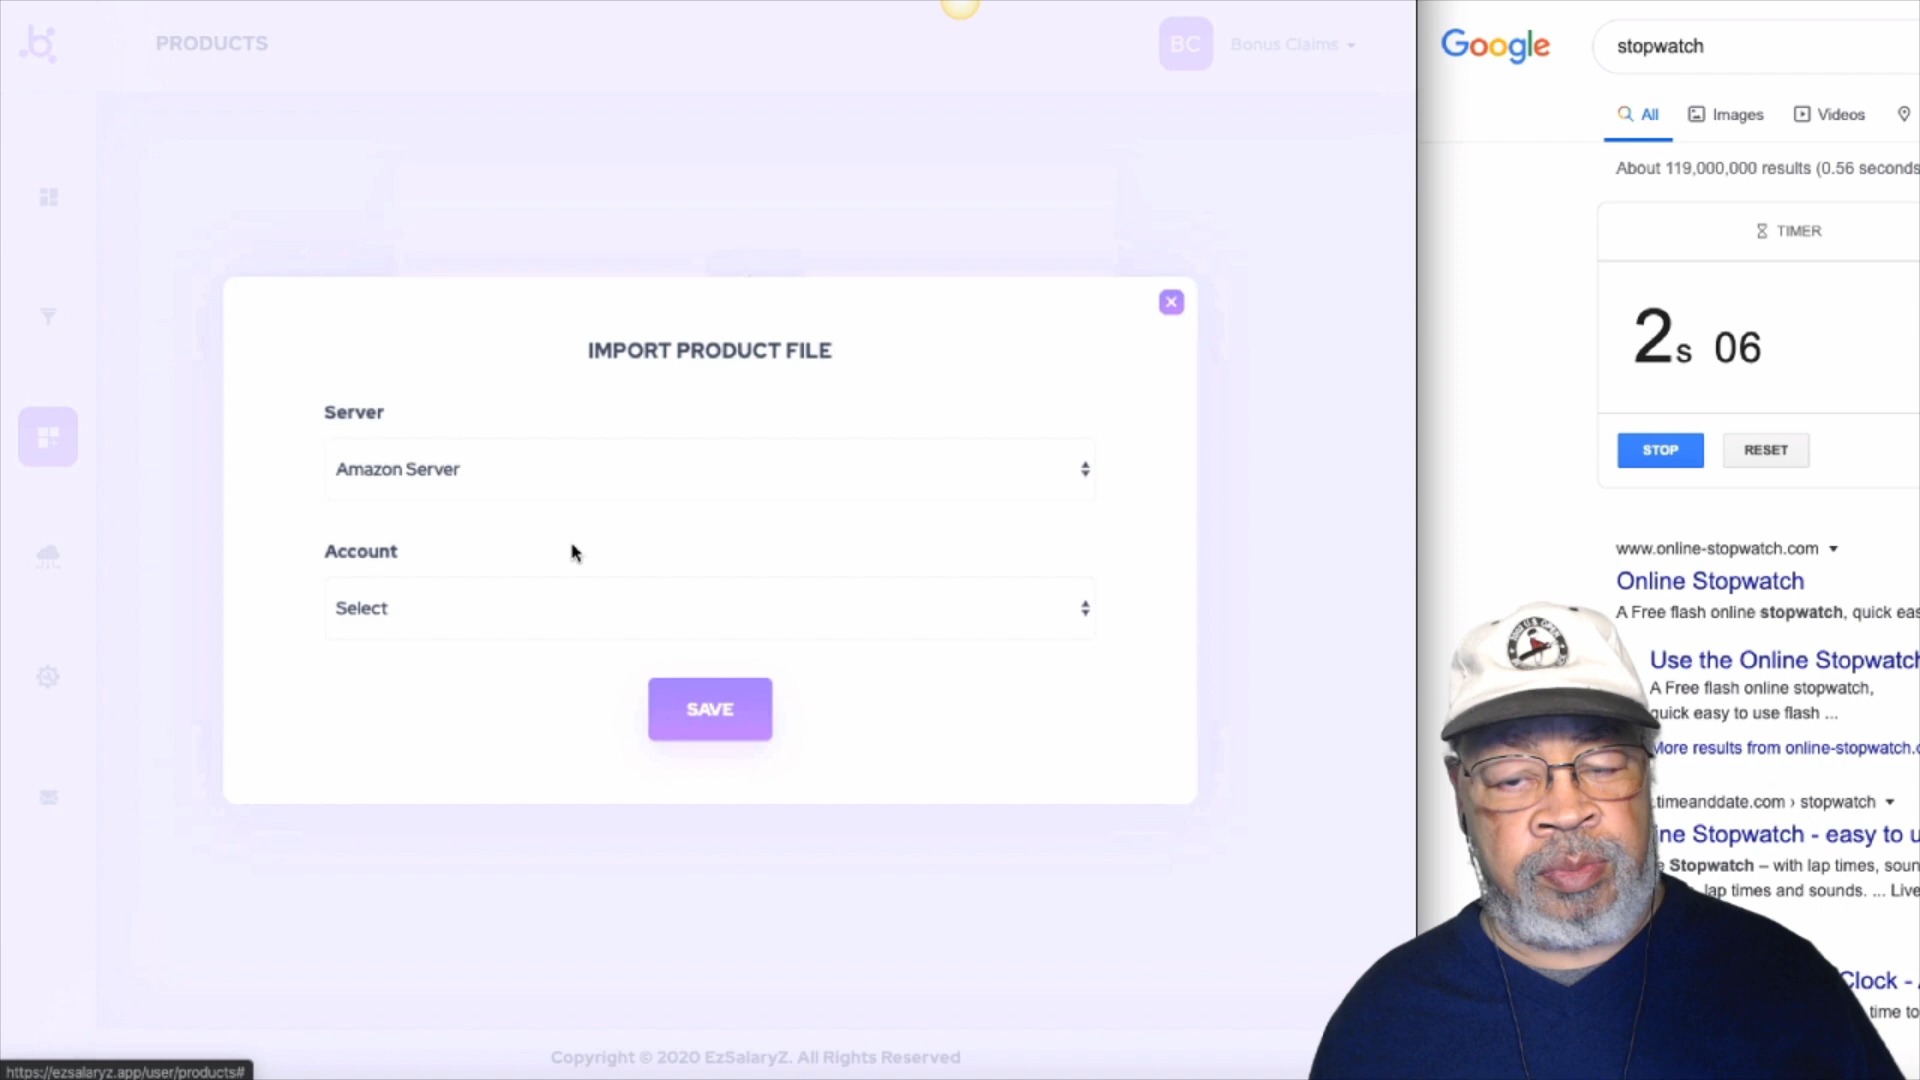 PRODUCTS
BC
Bonus Claims
IMPORT PRODUCT FILE
Server
Amazon Server
Account
Select
SAVE
Copyright © 2020 EzSalaryZ. All Rights Reserved
https://ezsalaryz.app/user/products#
Google
stopwatch
All
Images
Videos
About 119,000,000 results (0.56 seconds
TIMER
2s 06
STOP
RESET
www.online-stopwatch.com
Online Stopwatch
A Free flash online stopwatch, quick eas
Use the Online Stopwatch
A Free flash online stopwatch,
quick easy to use flash ...
More results from online-stopwatch.c
.timeanddate.com › stopwatch
ne Stopwatch - easy to u
e Stopwatch – with lap times, soun
lap times and sounds. ... Live
Clock -
time to